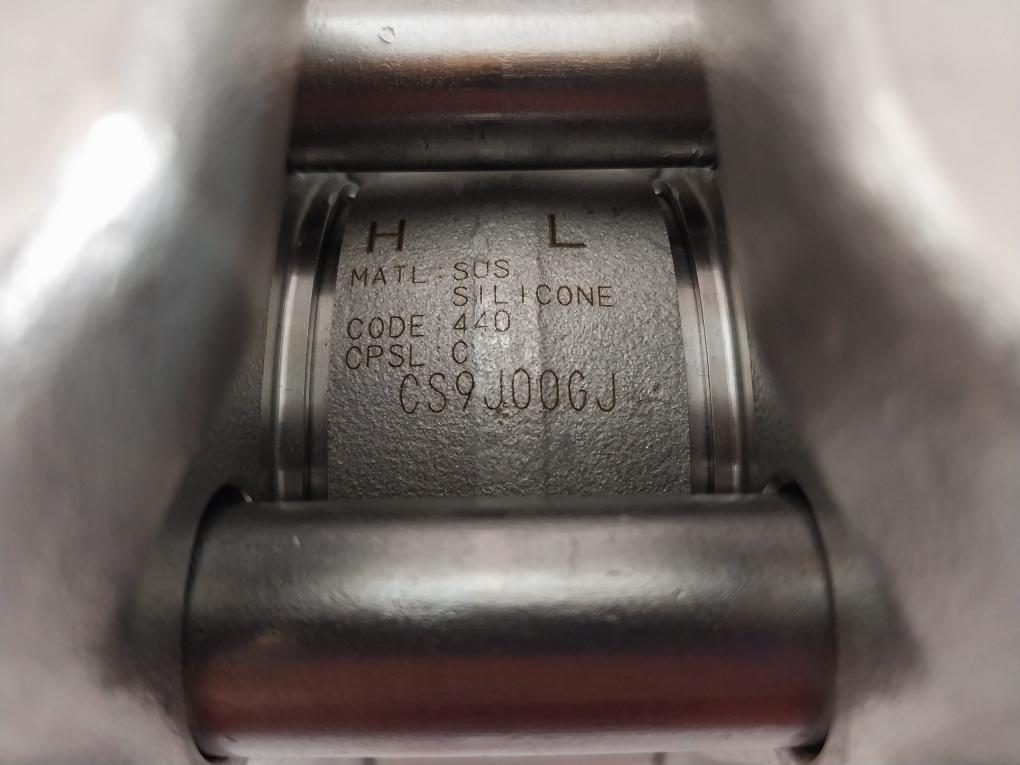 H L
MATL : SUS
SILICONE
CODE : 440
CPSL : C
CS9J00GJ